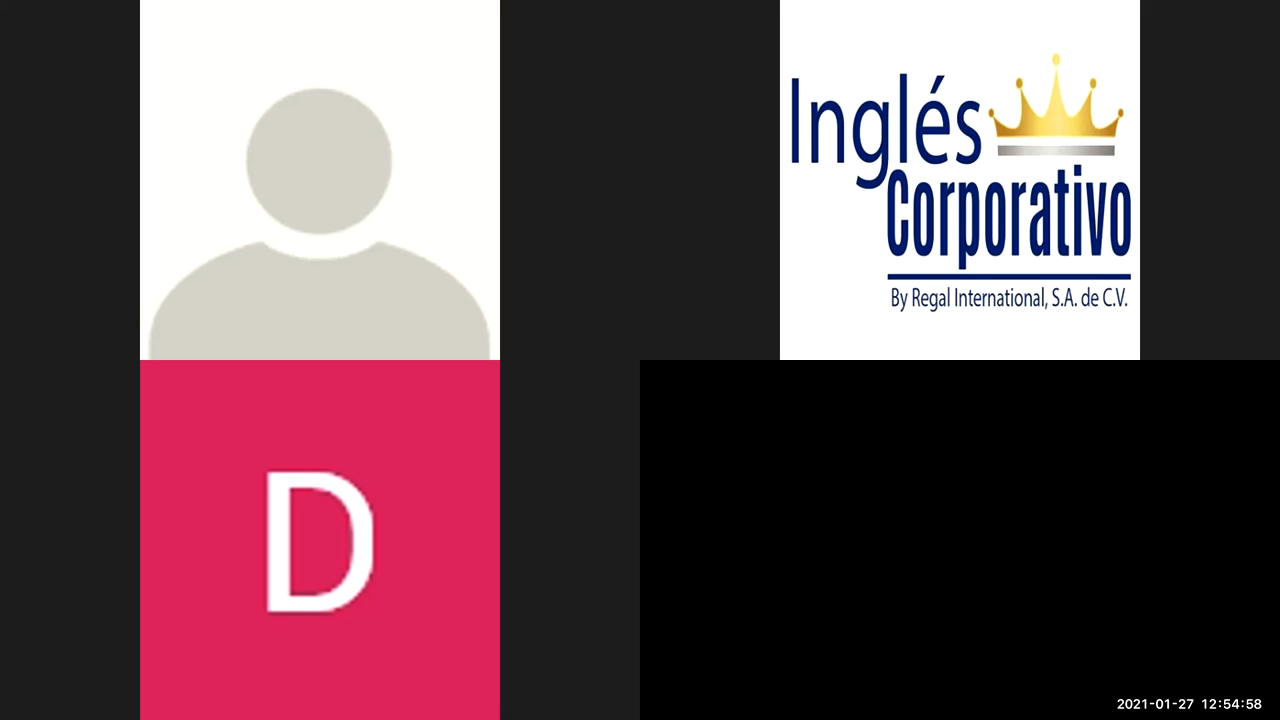 Inglés
Corporativo
By Regal International, S.A. de C.V.
D
2021-01-27 12:54:58